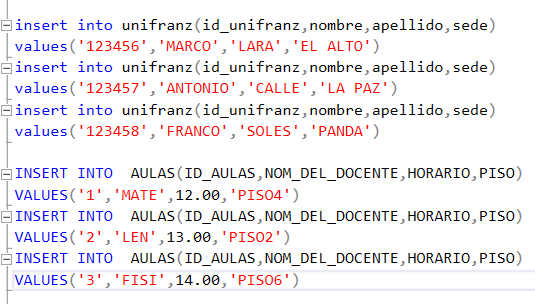 insert into unifranz(id_unifranz,nombre,apellido,sede)
values('123456','MARCO','LARA','EL ALTO')
insert into unifranz(id_unifranz,nombre,apellido,sede)
values('123457','ANTONIO','CALLE','LA PAZ')
insert into unifranz(id_unifranz,nombre,apellido,sede)
values('123458','FRANCO','SOLES','PANDA')
INSERT INTO  AULAS(ID_AULAS,NOM_DEL_DOCENTE,HORARIO,PISO)
VALUES('1','MATE',12.00,'PISO4')
INSERT INTO  AULAS(ID_AULAS,NOM_DEL_DOCENTE,HORARIO,PISO)
VALUES('2','LEN',13.00,'PISO2')
INSERT INTO  AULAS(ID_AULAS,NOM_DEL_DOCENTE,HORARIO,PISO)
VALUES('3','FISI',14.00,'PISO6')